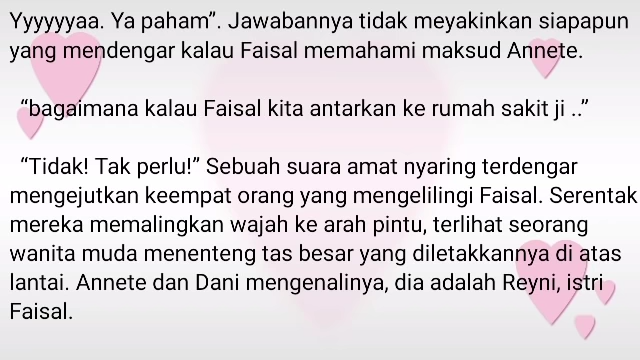 Yyyyyyaa. Ya paham”. Jawabannya tidak meyakinkan siapapun
yang mendengar kalau Faisal memahami maksud Annete.
“bagaimana kalau Faisal kita antarkan ke rumah sakit ji ..”
“Tidak! Tak perlu!” Sebuah suara amat nyaring terdengar
mengejutkan keempat orang yang mengelilingi Faisal. Serentak
mereka memalingkan wajah ke arah pintu, terlihat seorang
wanita muda menenteng tas besar yang diletakkannya di atas
lantai. Annete dan Dani mengenalinya, dia adalah Reyni, istri
Faisal.